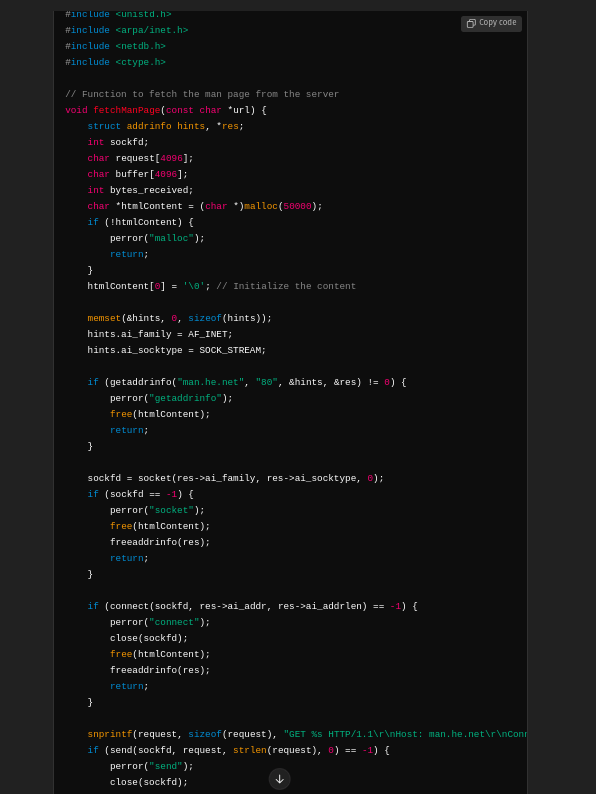 #include <unistd.h>
Copy code
#include <arpa/inet.h>
#include <netdb.h>
#include <ctype.h>
// Function to fetch the man page from the server
void fetchManPage(const char *url) {
    struct addrinfo hints, *res;
    int sockfd;
    char request[4096];
    char buffer[4096];
    int bytes_received;
    char *htmlContent = (char *)malloc(50000);
    if (!htmlContent) {
        perror("malloc");
        return;
    }
    htmlContent[0] = '\0'; // Initialize the content
    memset(&hints, 0, sizeof(hints));
    hints.ai_family = AF_INET;
    hints.ai_socktype = SOCK_STREAM;
    if (getaddrinfo("man.he.net", "80", &hints, &res) != 0) {
        perror("getaddrinfo");
        free(htmlContent);
        return;
    }
    sockfd = socket(res->ai_family, res->ai_socktype, 0);
    if (sockfd == -1) {
        perror("socket");
        free(htmlContent);
        freeaddrinfo(res);
        return;
    }
    if (connect(sockfd, res->ai_addr, res->ai_addrlen) == -1) {
        perror("connect");
        close(sockfd);
        free(htmlContent);
        freeaddrinfo(res);
        return;
    }
    snprintf(request, sizeof(request), "GET %s HTTP/1.1\r\nHost: man.he.net\r\n
    if (send(sockfd, request, strlen(request), 0) == -1) {
        perror("send");
        close(sockfd);